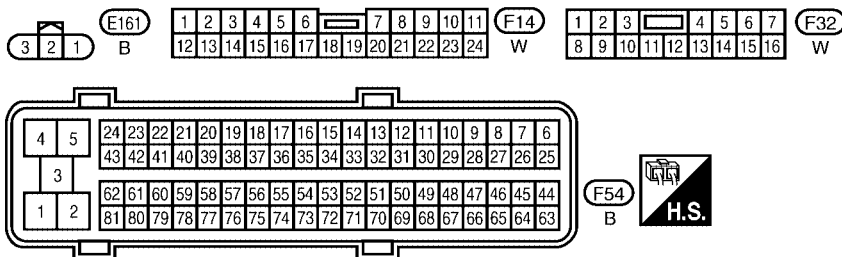 3 2 1 E161 B
1 2 3 4 5 6 7 8 9 10 11 F14
12 13 14 15 16 17 18 19 20 21 22 23 24 W
1 2 3 4 5 6 7 F32
8 9 10 11 12 13 14 15 16 W
4 5 24 23 22 21 20 19 18 17 16 15 14 13 12 11 10 9 8 7 6
43 42 41 40 39 38 37 36 35 34 33 32 31 30 29 28 27 26 25
3
1 2 62 61 60 59 58 57 56 55 54 53 52 51 50 49 48 47 46 45 44
81 80 79 78 77 76 75 74 73 72 71 70 69 68 67 66 65 64 63
F54
B
H.S.